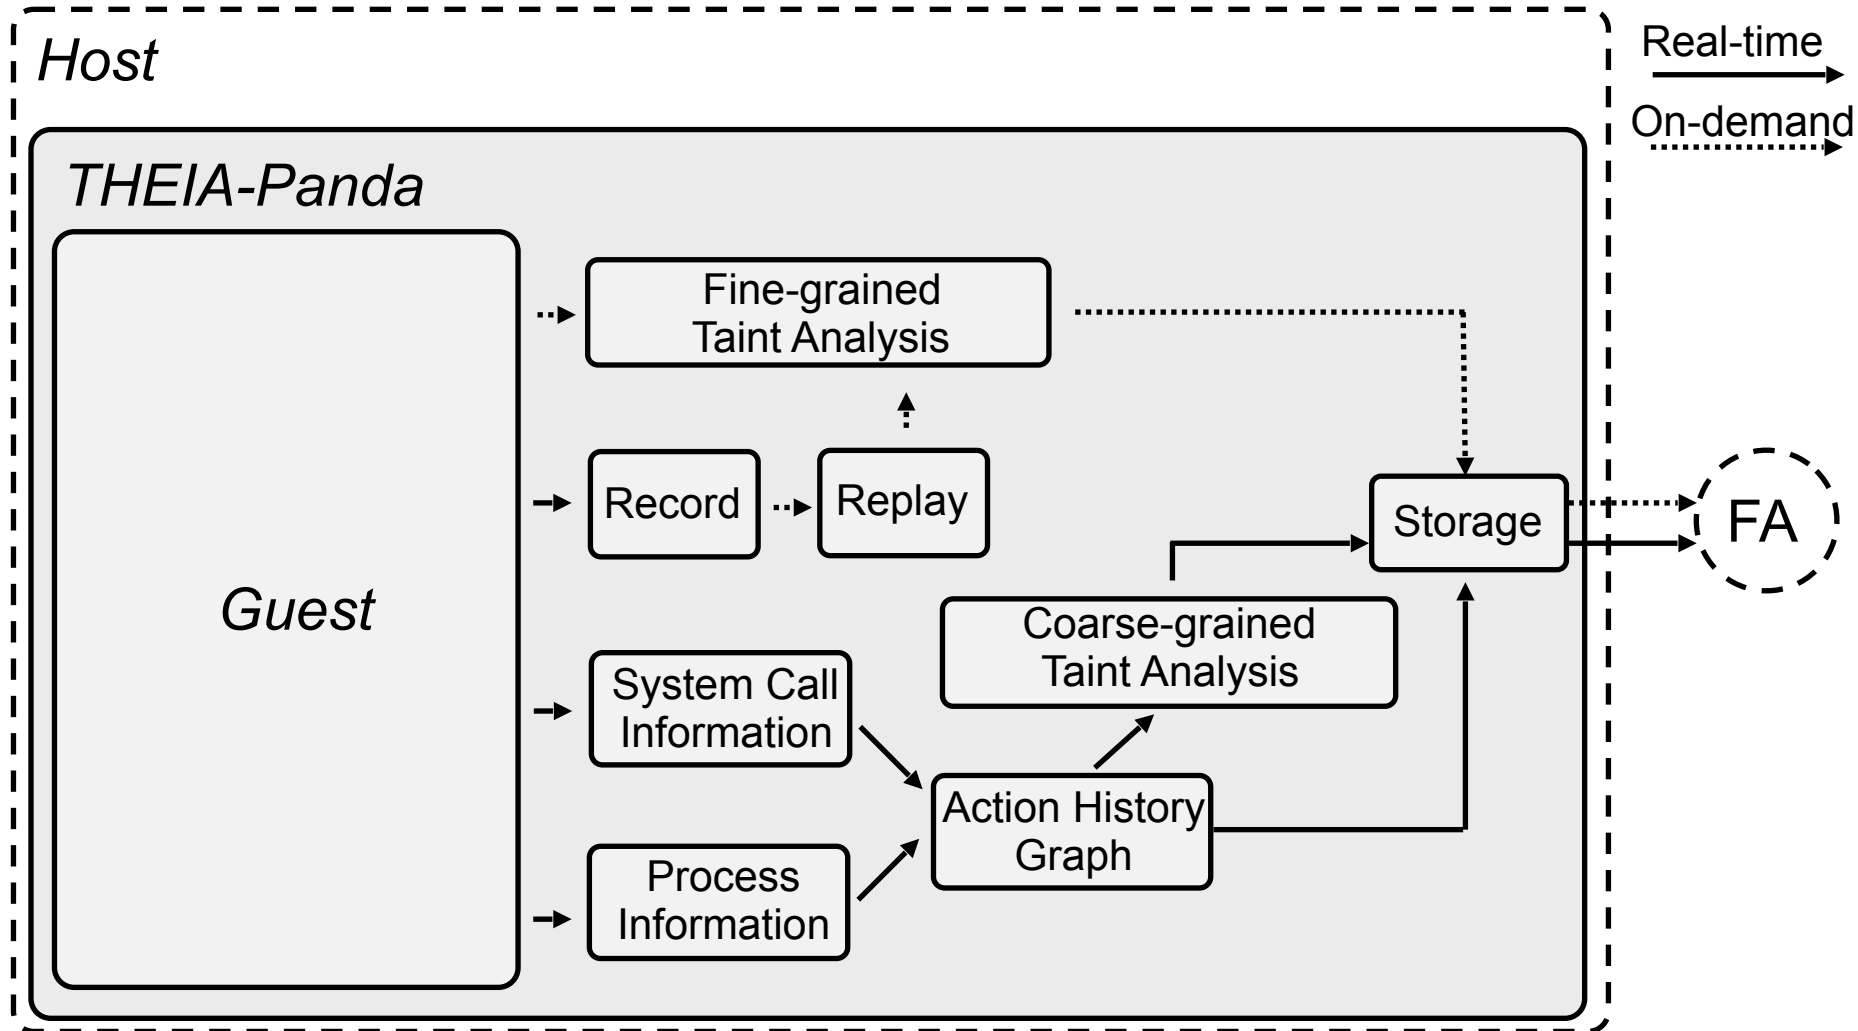 Host
Real-time
On-demand
THEIA-Panda
Guest
Fine-grained
Taint Analysis
Record
Replay
Storage
FA
Coarse-grained
Taint Analysis
System Call
Information
Action History
Graph
Process
Information